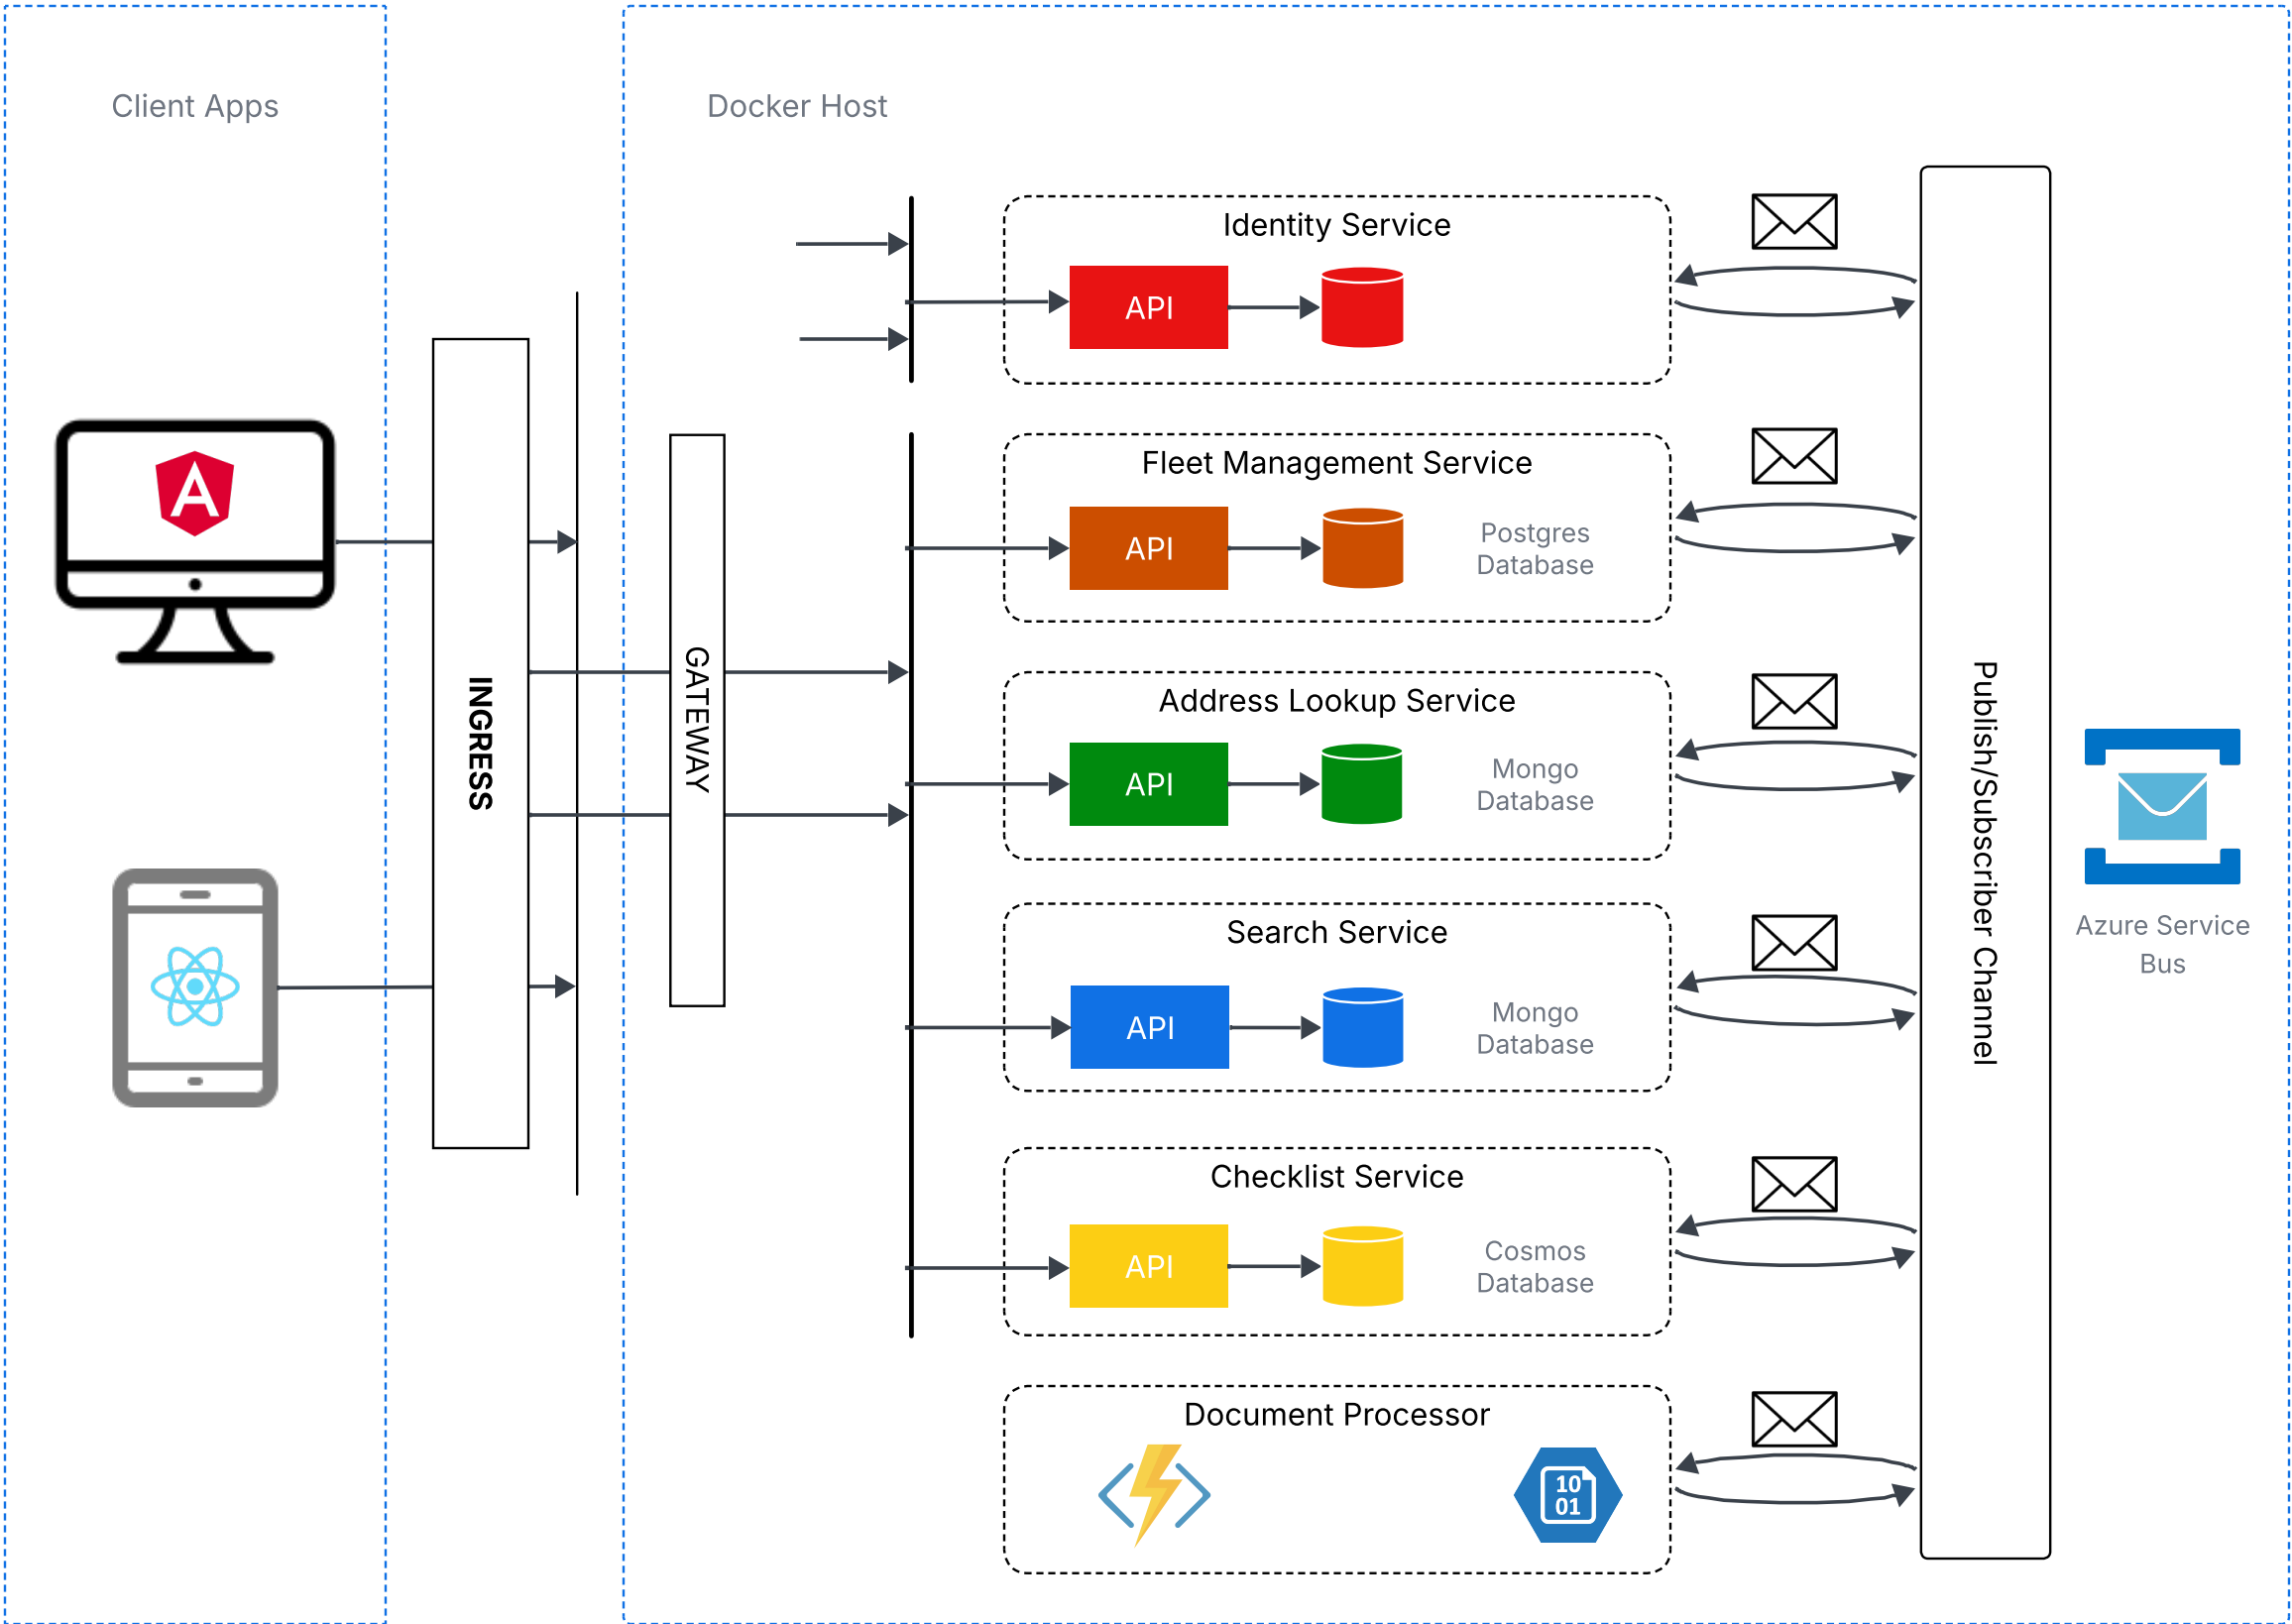 Client Apps
Docker Host
INGRESS
GATEWAY
Identity Service
API
Fleet Management Service
API
Postgres
Database
Address Lookup Service
API
Mongo
Database
Search Service
API
Mongo
Database
Checklist Service
API
Cosmos
Database
Document Processor
10
01
Publish/Subscriber Channel
Azure Service
Bus
A